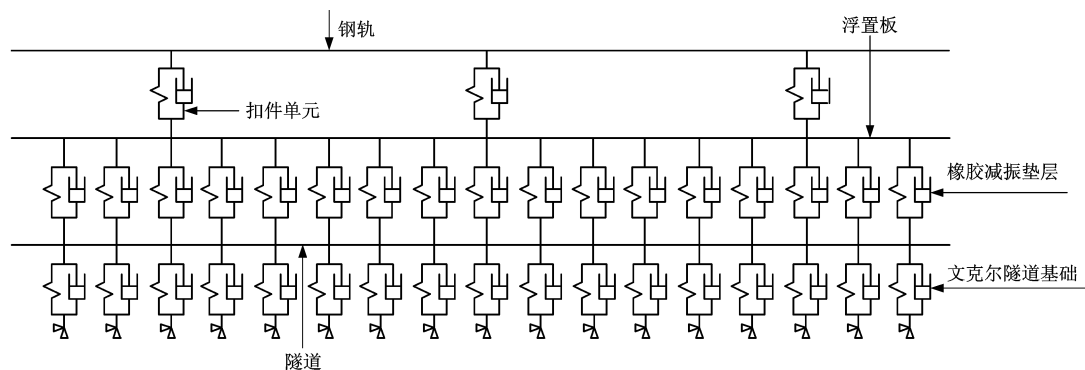 钢轨
浮置板
扣件单元
橡胶减振垫层
文克尔隧道基础
隧道